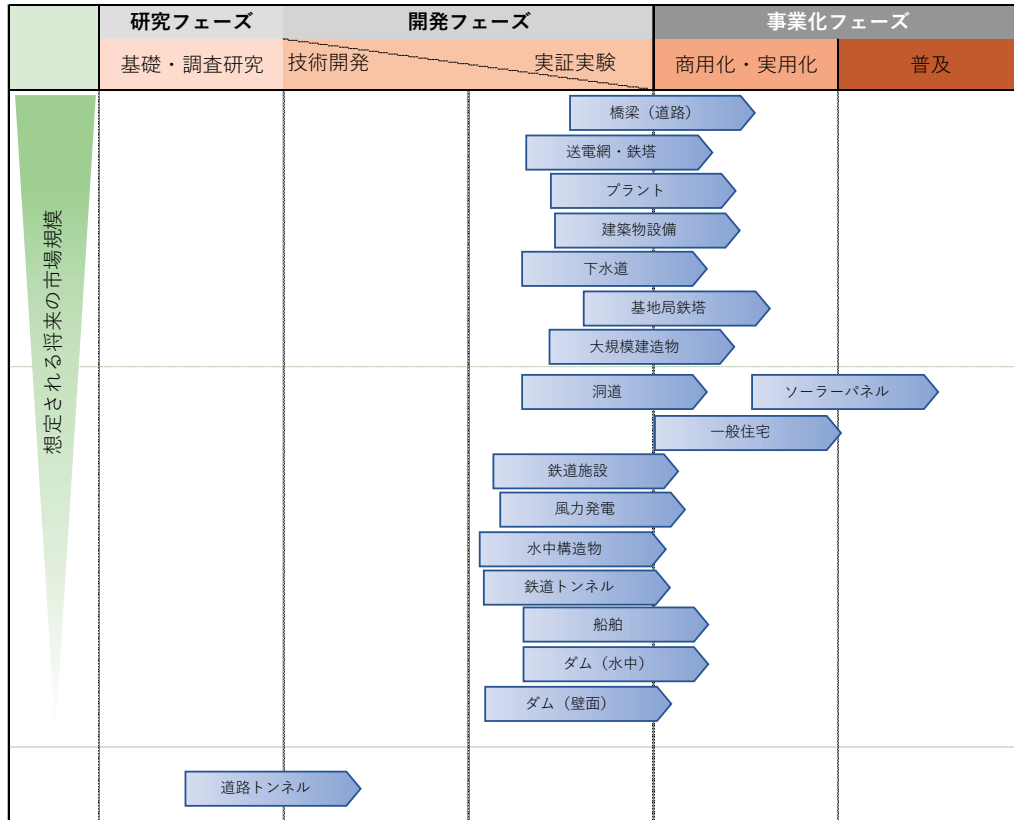 研究フェーズ
開発フェーズ
事業化フェーズ
基礎・調査研究
技術開発
実証実験
商用化・実用化
普及
想定される将来の市場規模
橋梁（道路）
送電網・鉄塔
プラント
建築物設備
下水道
基地局鉄塔
大規模建造物
洞道
ソーラーパネル
一般住宅
鉄道施設
風力発電
水中構造物
鉄道トンネル
船舶
ダム（水中）
ダム（壁面）
道路トンネル